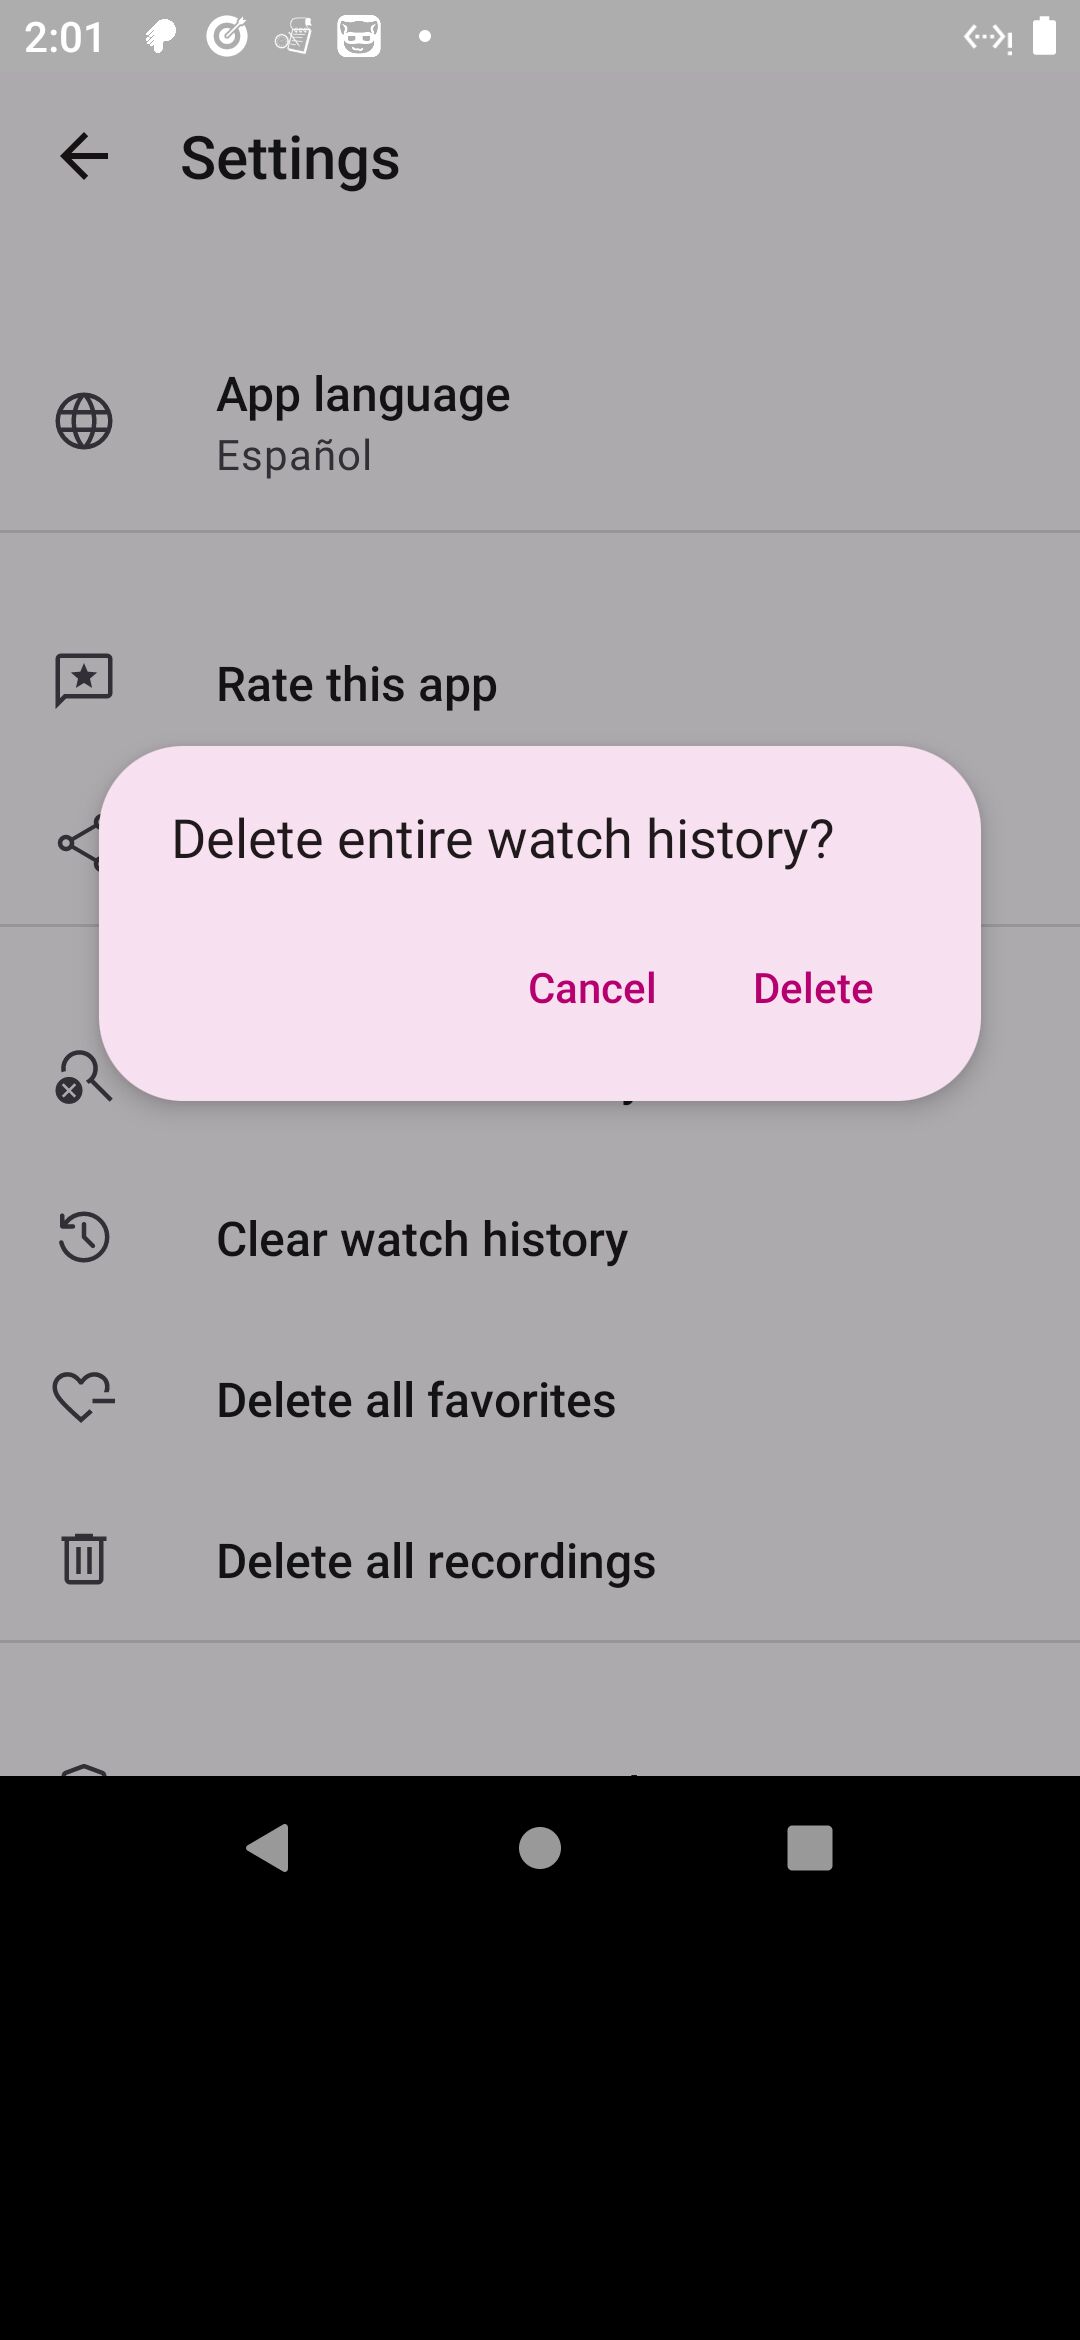 2:01
Settings
App language
Español
Rate this app
Delete entire watch history?
Cancel
Delete
Clear watch history
Delete all favorites
Delete all recordings